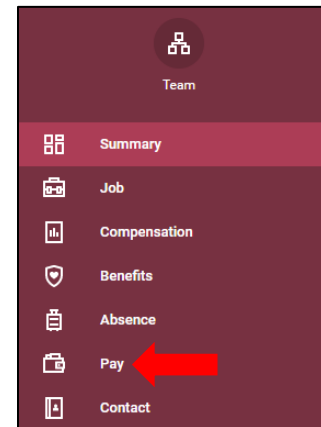 Team
Summary
Job
Compensation
Benefits
Absence
Pay
Contact